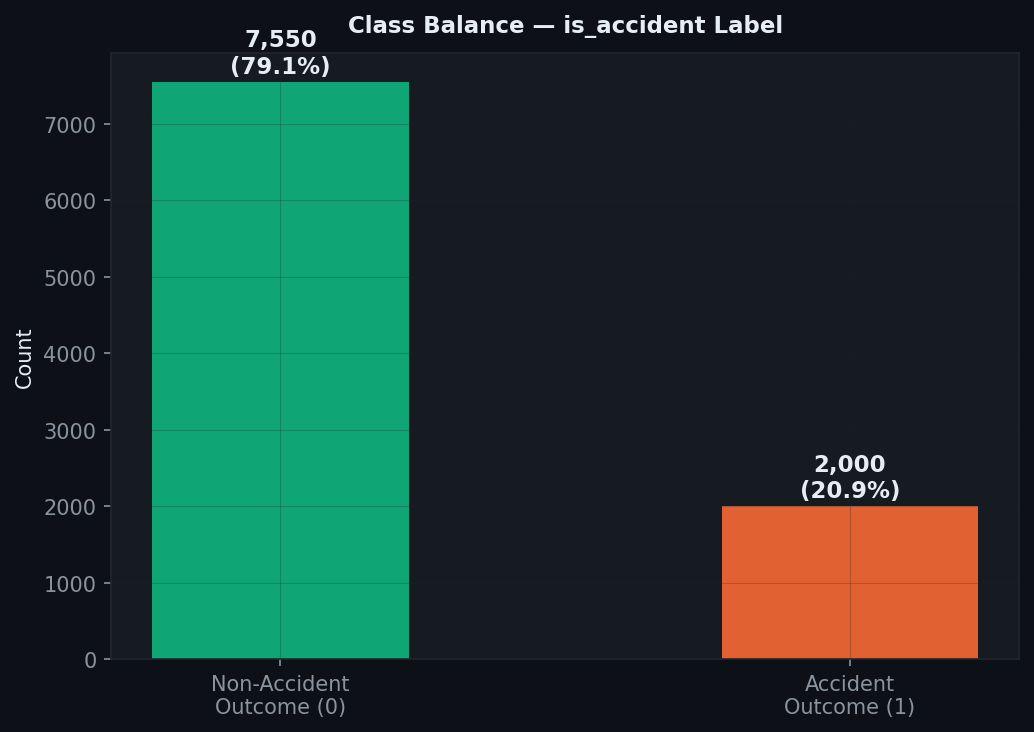 Class Balance — is_accident Label
7,550
(79.1%)
7000
6000
5000
4000
3000
2000
1000
0
Count
2,000
(20.9%)
Non-Accident
Outcome (0)
Accident
Outcome (1)